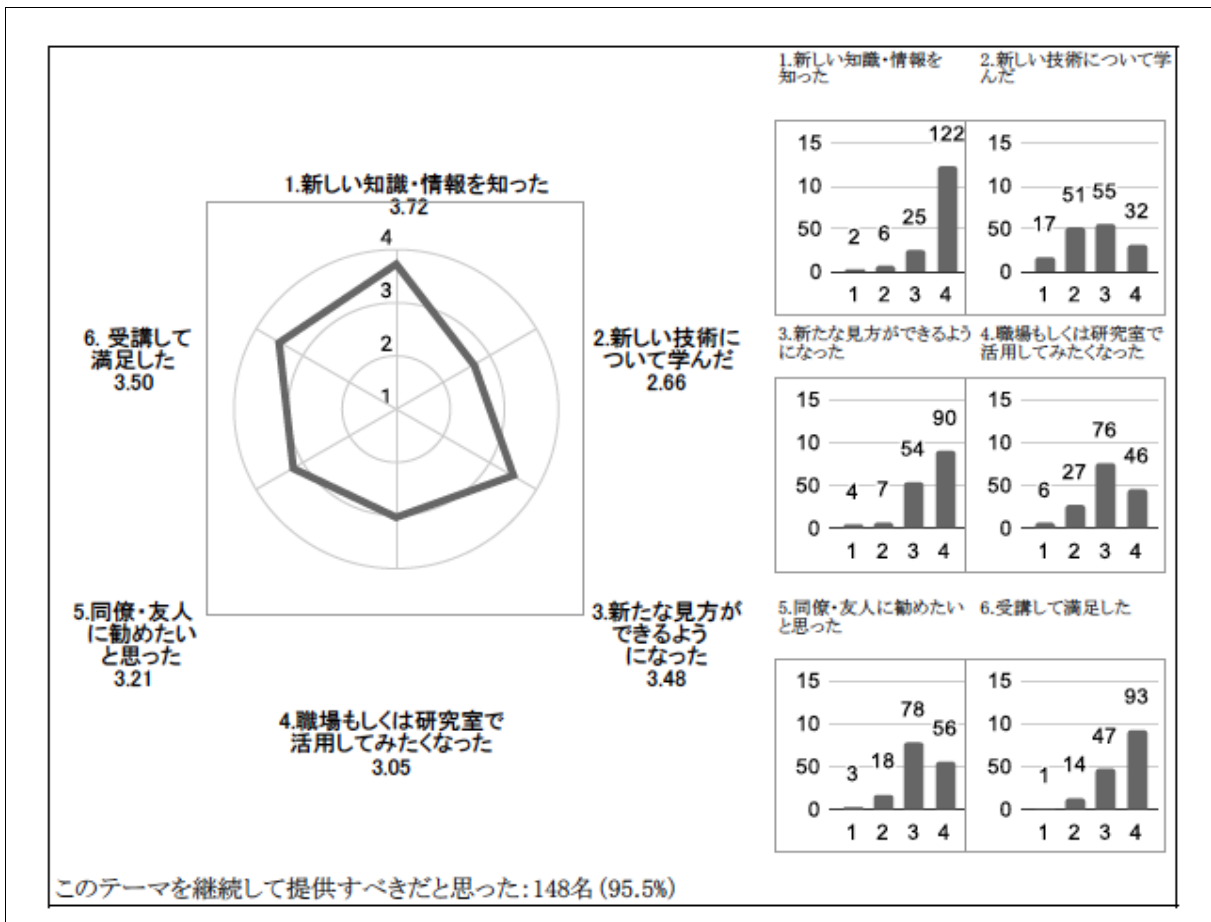 1.新しい知識・情報を知った
3.72
4
3
2
1
2.新しい技術に
ついて学んだ
2.66
3.新たな見方が
できるよう
になった
3.48
4.職場もしくは研究室で
活用してみたくなった
3.05
5.同僚・友人
に勧めたい
と思った
3.21
6. 受講して
満足した
3.50
1.新しい知識・情報を
知った
15
10
50
0
2 6 25 122
1 2 3 4
2.新しい技術について学
んだ
15
10
50
0
17 51 55 32
1 2 3 4
3.新たな見方ができるよう
になった
15
10
50
0
4 7 54 90
1 2 3 4
4.職場もしくは研究室で
活用してみたくなった
15
10
50
0
6 27 76 46
1 2 3 4
5.同僚・友人に勧めたい
と思った
15
10
50
0
3 18 78 56
1 2 3 4
6.受講して満足した
15
10
50
0
1 14 47 93
1 2 3 4
このテーマを継続して提供すべきだと思った:148名 (95.5%)